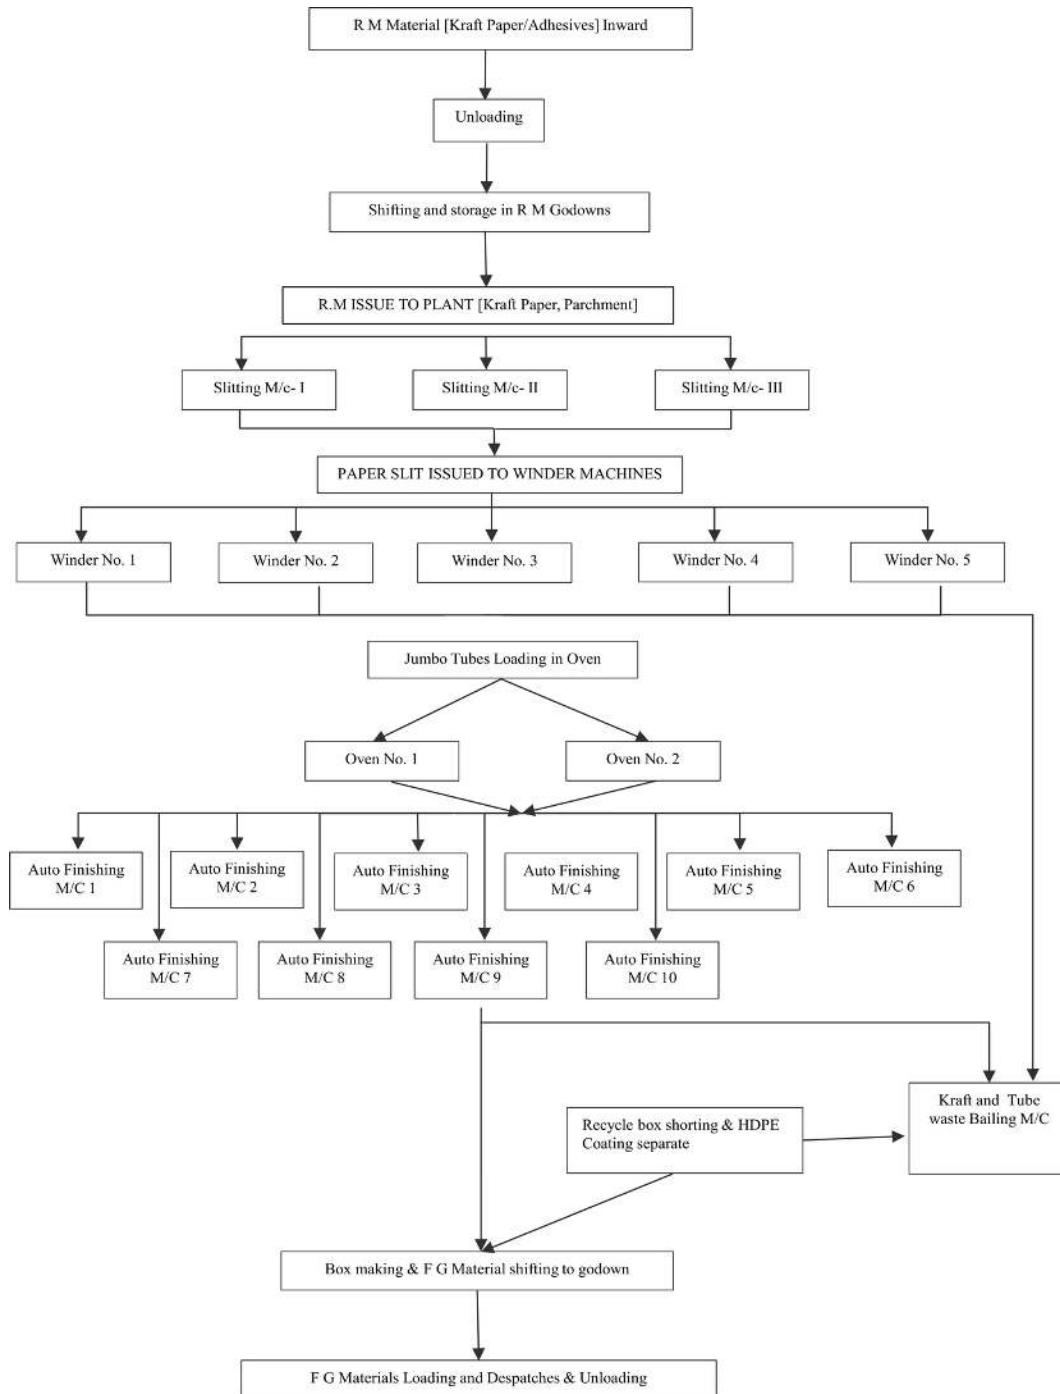 R M Material [Kraft Paper/Adhesives] Inward
Unloading
Shifting and storage in R M Godowns
R.M ISSUE TO PLANT [Kraft Paper, Parchment]
Slitting M/c- I
Slitting M/c- II
Slitting M/c- III
PAPER SLIT ISSUED TO WINDER MACHINES
Winder No. 1
Winder No. 2
Winder No. 3
Winder No. 4
Winder No. 5
Jumbo Tubes Loading in Oven
Oven No. 1
Oven No. 2
Auto Finishing
M/C 1
Auto Finishing
M/C 2
Auto Finishing
M/C 3
Auto Finishing
M/C 4
Auto Finishing
M/C 5
Auto Finishing
M/C 6
Auto Finishing
M/C 7
Auto Finishing
M/C 8
Auto Finishing
M/C 9
Auto Finishing
M/C 10
Kraft and Tube
waste Bailing M/C
Recycle box shorting & HDPE
Coating separate
Box making & F G Material shifting to godown
F G Materials Loading and Despatches & Unloading